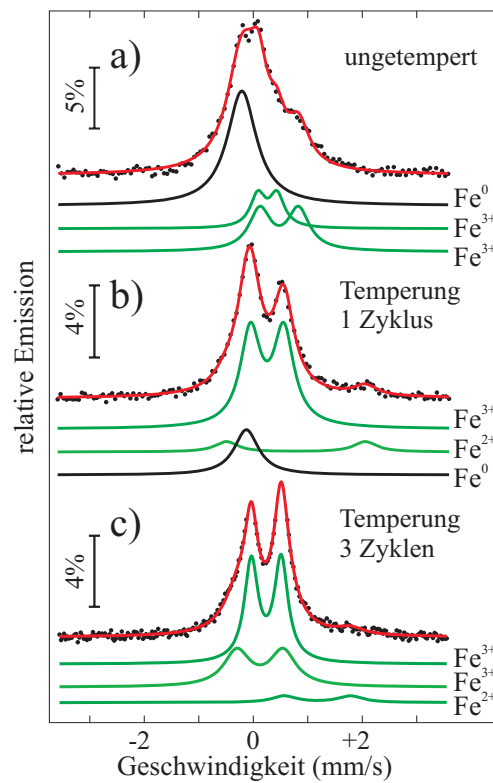 a)
ungetempert
5%
Fe⁰
Fe³⁺
Fe³⁺
b)
Temperung
1 Zyklus
4%
Fe³⁺
Fe²⁺
Fe⁰
c)
Temperung
3 Zyklen
4%
Fe³⁺
Fe³⁺
Fe²⁺
relative Emission
-2 0 +2
Geschwindigkeit (mm/s)